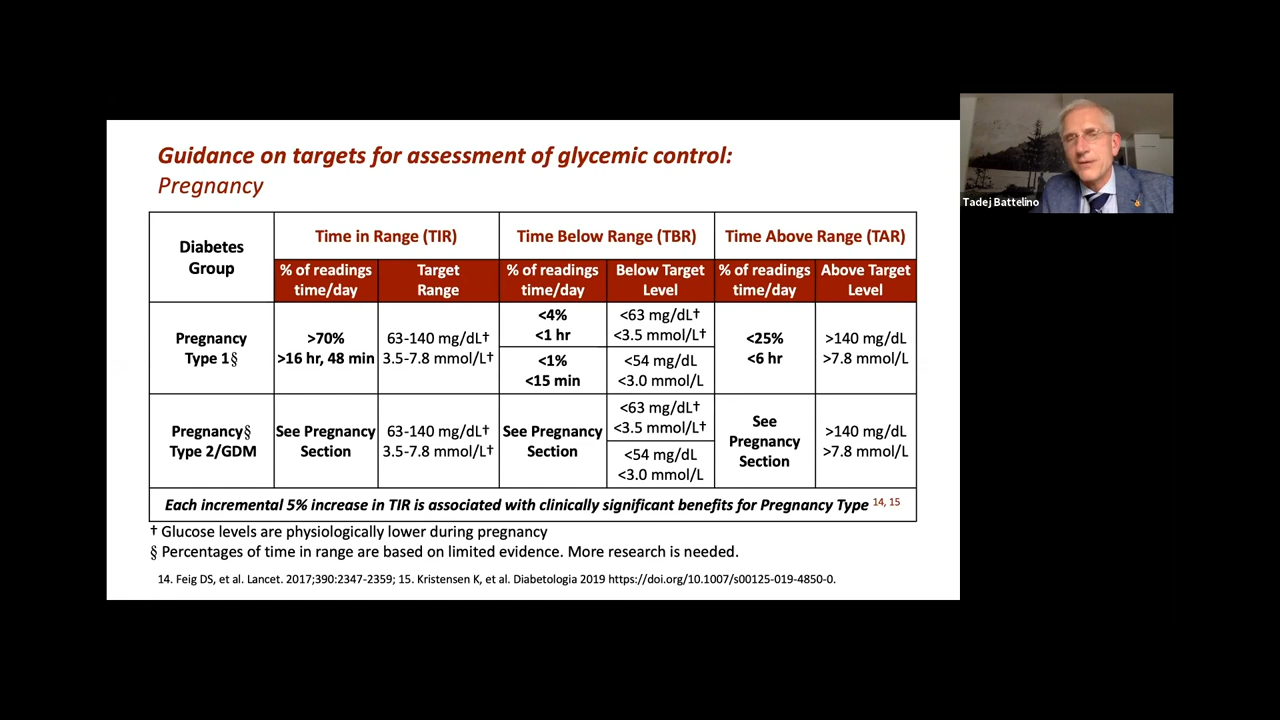 Guidance on targets for assessment of glycemic control:
Pregnancy
Diabetes
Group
Time in Range (TIR)
Time Below Range (TBR)
Time Above Range (TAR)
% of readings
time/day
Target
Range
% of readings
time/day
Below Target
Level
% of readings
time/day
Above Target
Level
Pregnancy
Type 1§
>70%
>16 hr, 48 min
63-140 mg/dL†
3.5-7.8 mmol/L†
<4%
<1 hr
<63 mg/dL†
<3.5 mmol/L†
<1%
<15 min
<54 mg/dL
<3.0 mmol/L
<25%
<6 hr
>140 mg/dL
>7.8 mmol/L
Pregnancy§
Type 2/GDM
See Pregnancy
Section
63-140 mg/dL†
3.5-7.8 mmol/L†
See Pregnancy
Section
<63 mg/dL†
<3.5 mmol/L†
<54 mg/dL
<3.0 mmol/L
See
Pregnancy
Section
>140 mg/dL
>7.8 mmol/L
Each incremental 5% increase in TIR is associated with clinically significant benefits for Pregnancy Type 14, 15
† Glucose levels are physiologically lower during pregnancy
§ Percentages of time in range are based on limited evidence. More research is needed.
14. Feig DS, et al. Lancet. 2017;390:2347-2359; 15. Kristensen K, et al. Diabetologia 2019 https://doi.org/10.1007/s00125-019-4850-0.
Tadej Battelino